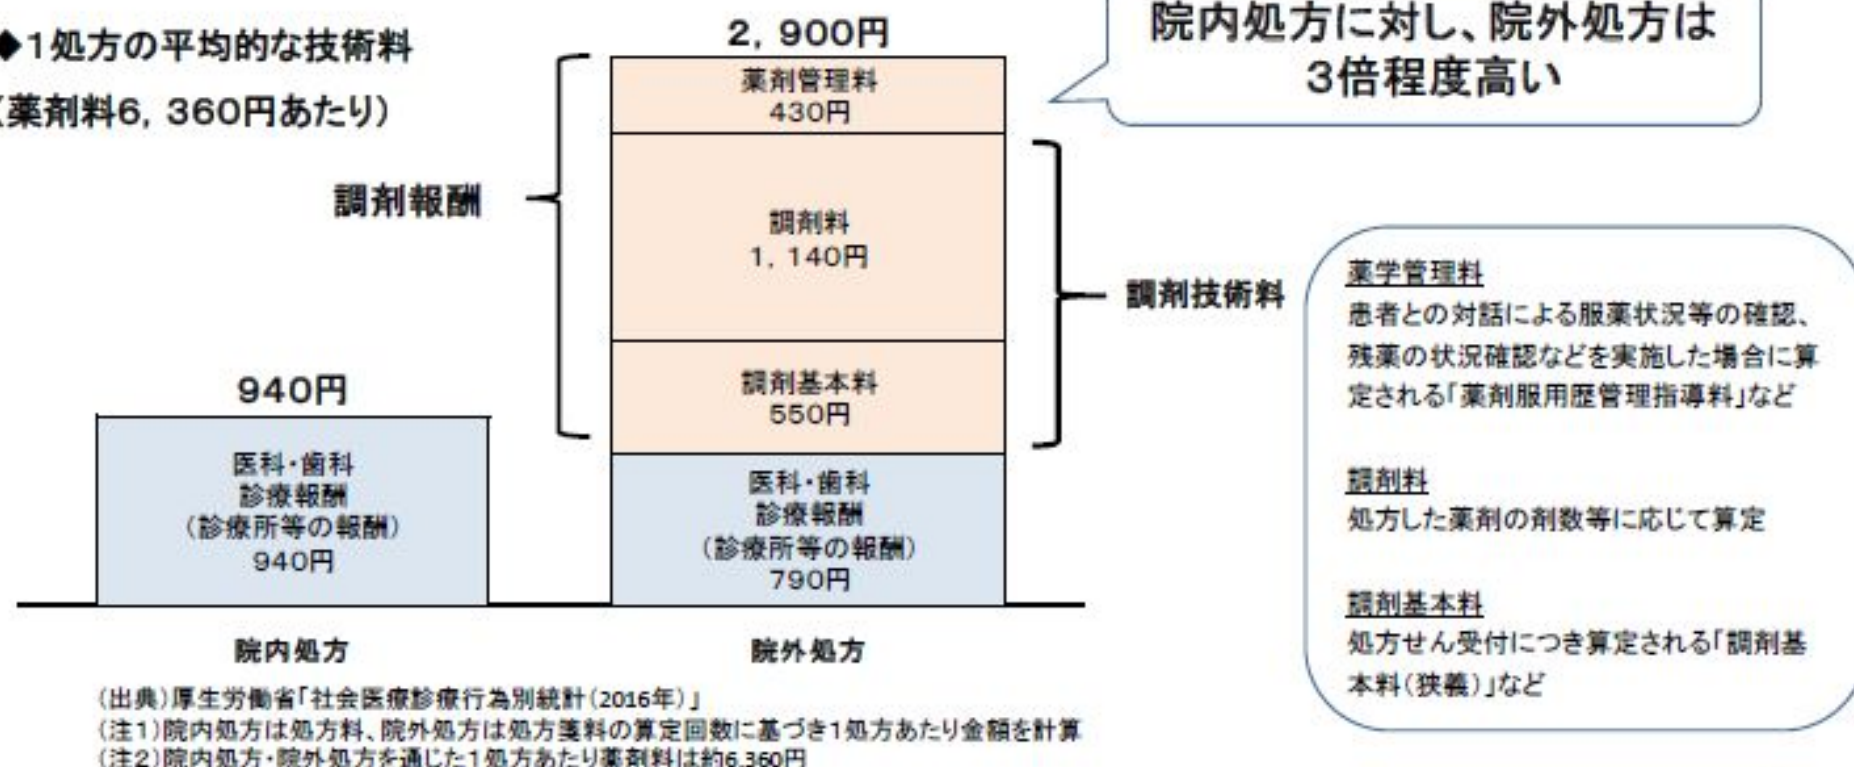 ◆1処方の平均的な技術料
(薬剤料6，360円あたり)
院内処方に対し、院外処方は
3倍程度高い
2，900円
薬剤管理料
430円
調剤報酬
調剤料
1，140円
調剤技術料
調剤基本料
550円
940円
医科・歯科
診療報酬
(診療所等の報酬)
940円
医科・歯科
診療報酬
(診療所等の報酬)
790円
院内処方
院外処方
薬学管理料
患者との対話による服薬状況等の確認、
残薬の状況確認などを実施した場合に算
定される「薬剤服用歴管理指導料」など
調剤料
処方した薬剤の剤数等に応じて算定
調剤基本料
処方せん受付につき算定される「調剤基
本料(狭義)」など
(出典)厚生労働省「社会医療診療行為別統計(2016年)」
(注1)院内処方は処方料、院外処方は処方箋料の算定回数に基づき1処方あたり金額を計算
(注2)院内処方・院外処方を通じた1処方あたり薬剤料は約6,360円